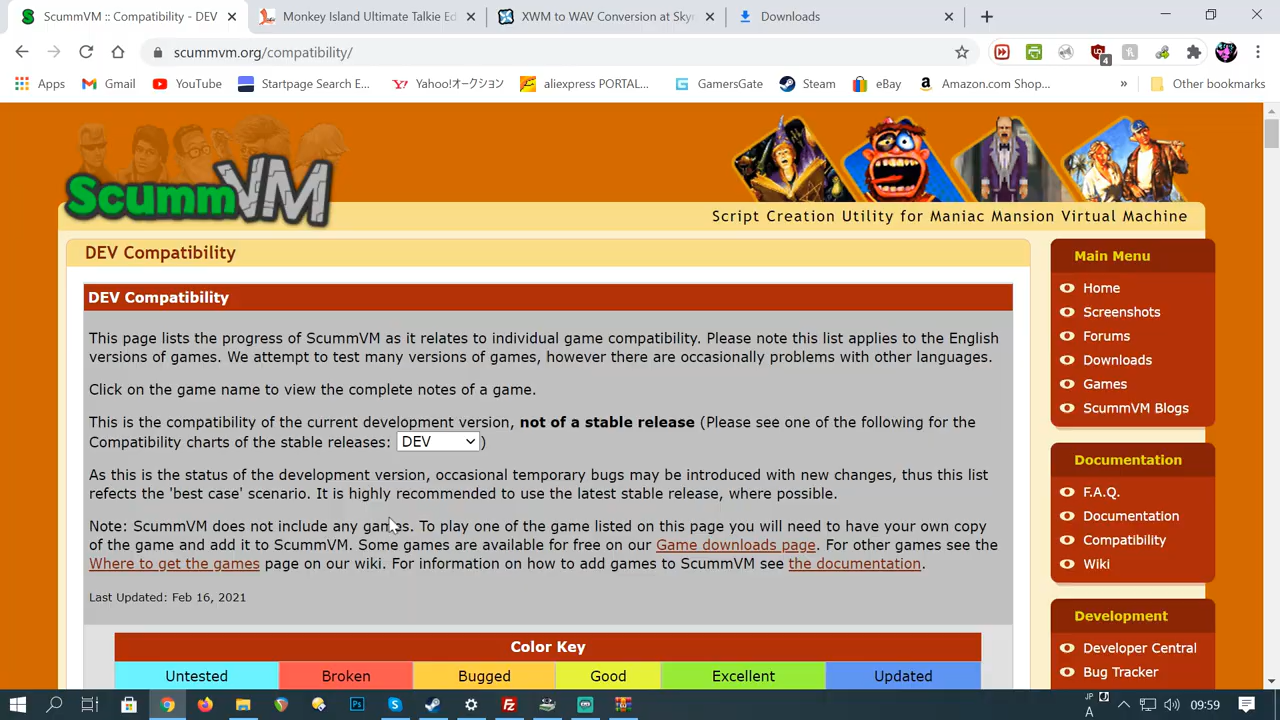 ScummVM :: Compatibility - DEV
Monkey Island Ultimate Talkie Ed
XWM to WAV Conversion at Sky
Downloads
scummvm.org/compatibility/
4
Apps
Gmail
YouTube
Startpage Search E...
Yahoo!オークション
aliexpress PORTAL...
GamersGate
Steam
eBay
Amazon.com Shop...
»
Other bookmarks
ScummVM
Script Creation Utility for Maniac Mansion Virtual Machine
DEV Compatibility
DEV Compatibility
This page lists the progress of ScummVM as it relates to individual game compatibility. Please note this list applies to the English
versions of games. We attempt to test many versions of games, however there are occasionally problems with other languages.
Click on the game name to view the complete notes of a game.
This is the compatibility of the current development version, not of a stable release (Please see one of the following for the
Compatibility charts of the stable releases: DEV )
As this is the status of the development version, occasional temporary bugs may be introduced with new changes, thus this list
refects the 'best case' scenario. It is highly recommended to use the latest stable release, where possible.
Note: ScummVM does not include any games. To play one of the game listed on this page you will need to have your own copy
of the game and add it to ScummVM. Some games are available for free on our Game downloads page. For other games see the
Where to get the games page on our wiki. For information on how to add games to ScummVM see the documentation.
Last Updated: Feb 16, 2021
Color Key
Untested Broken Bugged Good Excellent Updated
Main Menu
Home
Screenshots
Forums
Downloads
Games
ScummVM Blogs
Documentation
F.A.Q.
Documentation
Compatibility
Wiki
Development
Developer Central
Bug Tracker
JP
A
09:59